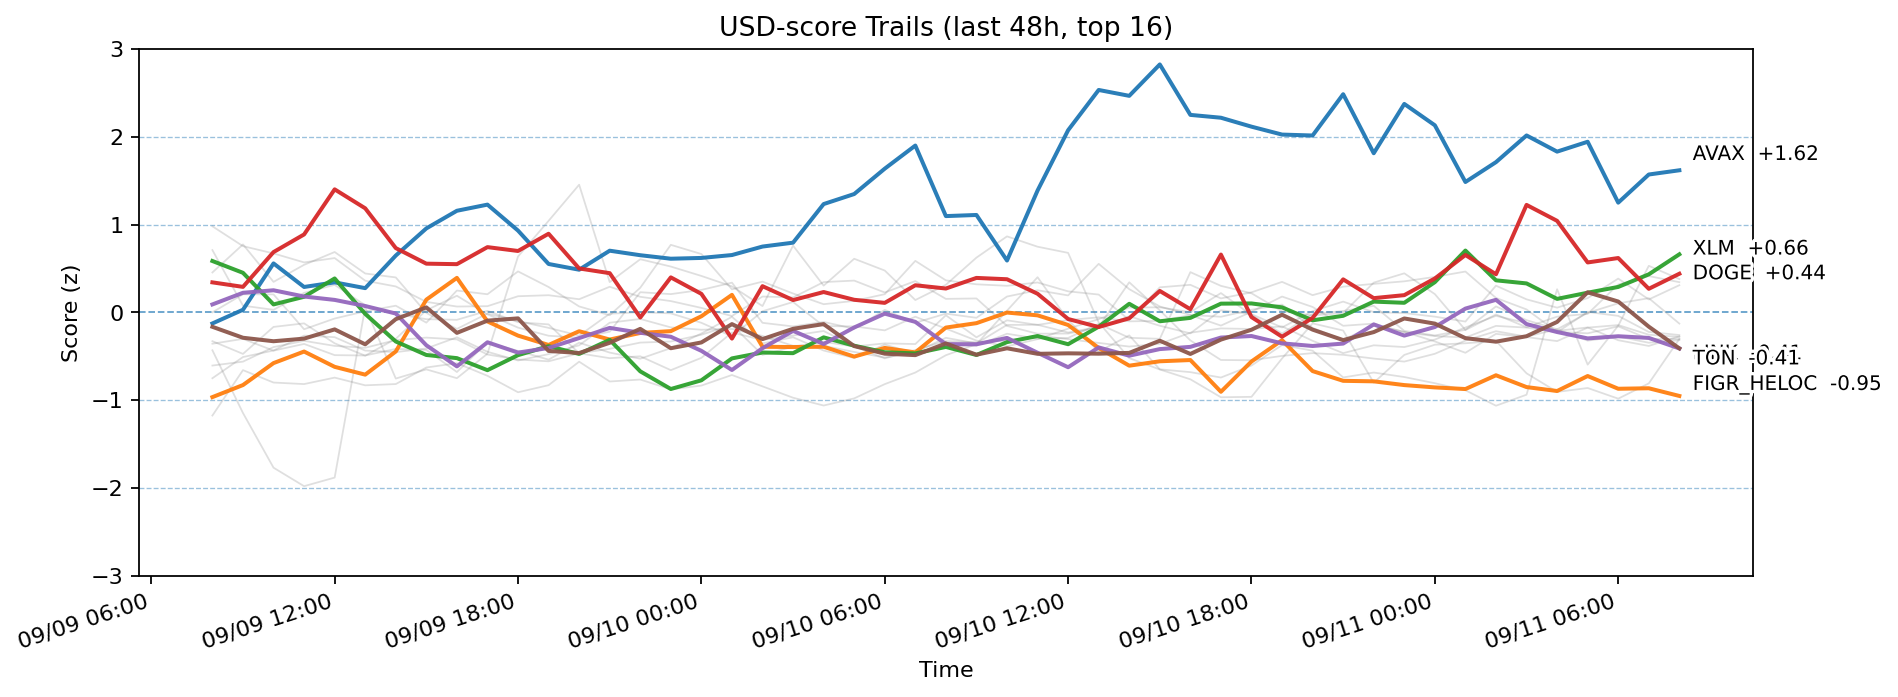 USD-score Trails (last 48h, top 16)
Score (z)
3
2
1
0
−1
−2
−3
AVAX +1.62
XLM +0.66
DOGE +0.44
TON -0.41
FIGR_HELOC -0.95
09/09 06:00
09/09 12:00
09/09 18:00
09/10 00:00
09/10 06:00
09/10 12:00
09/10 18:00
09/11 00:00
09/11 06:00
Time